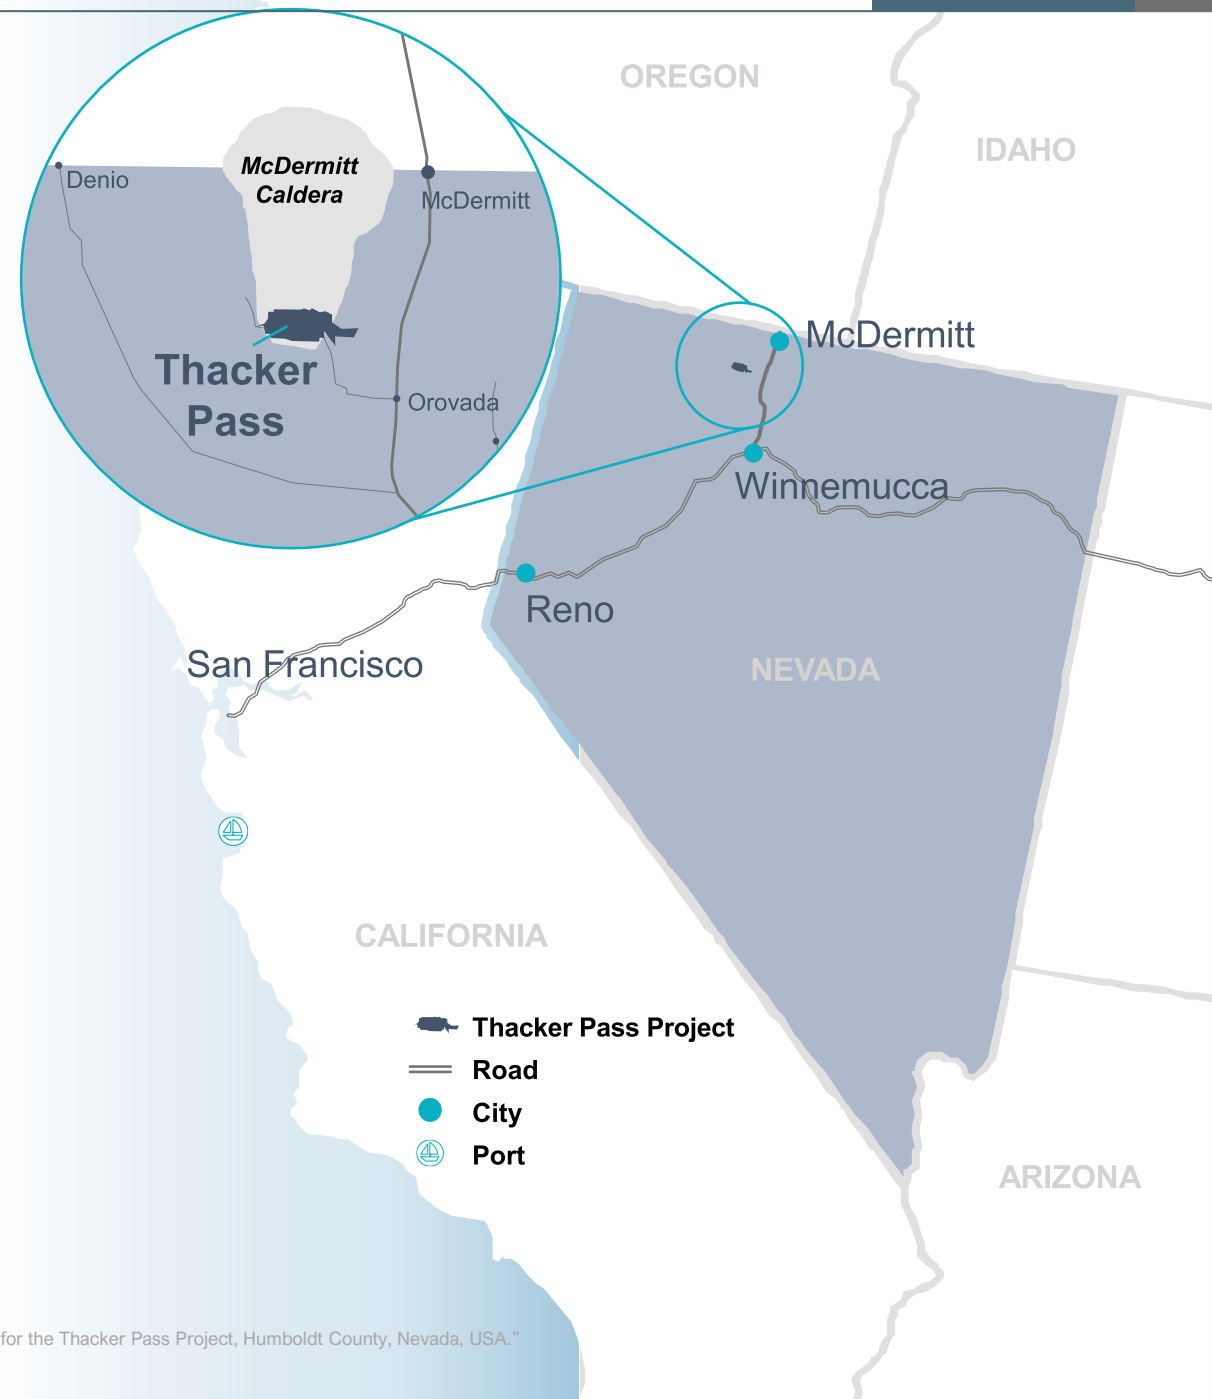 OREGON
IDAHO
McDermitt
Caldera
Denio
McDermitt
Thacker
Pass
Orovada
McDermitt
Winnemucca
Reno
San Francisco
NEVADA
CALIFORNIA
Thacker Pass Project
Road
City
Port
ARIZONA
for the Thacker Pass Project, Humboldt County, Nevada, USA.”